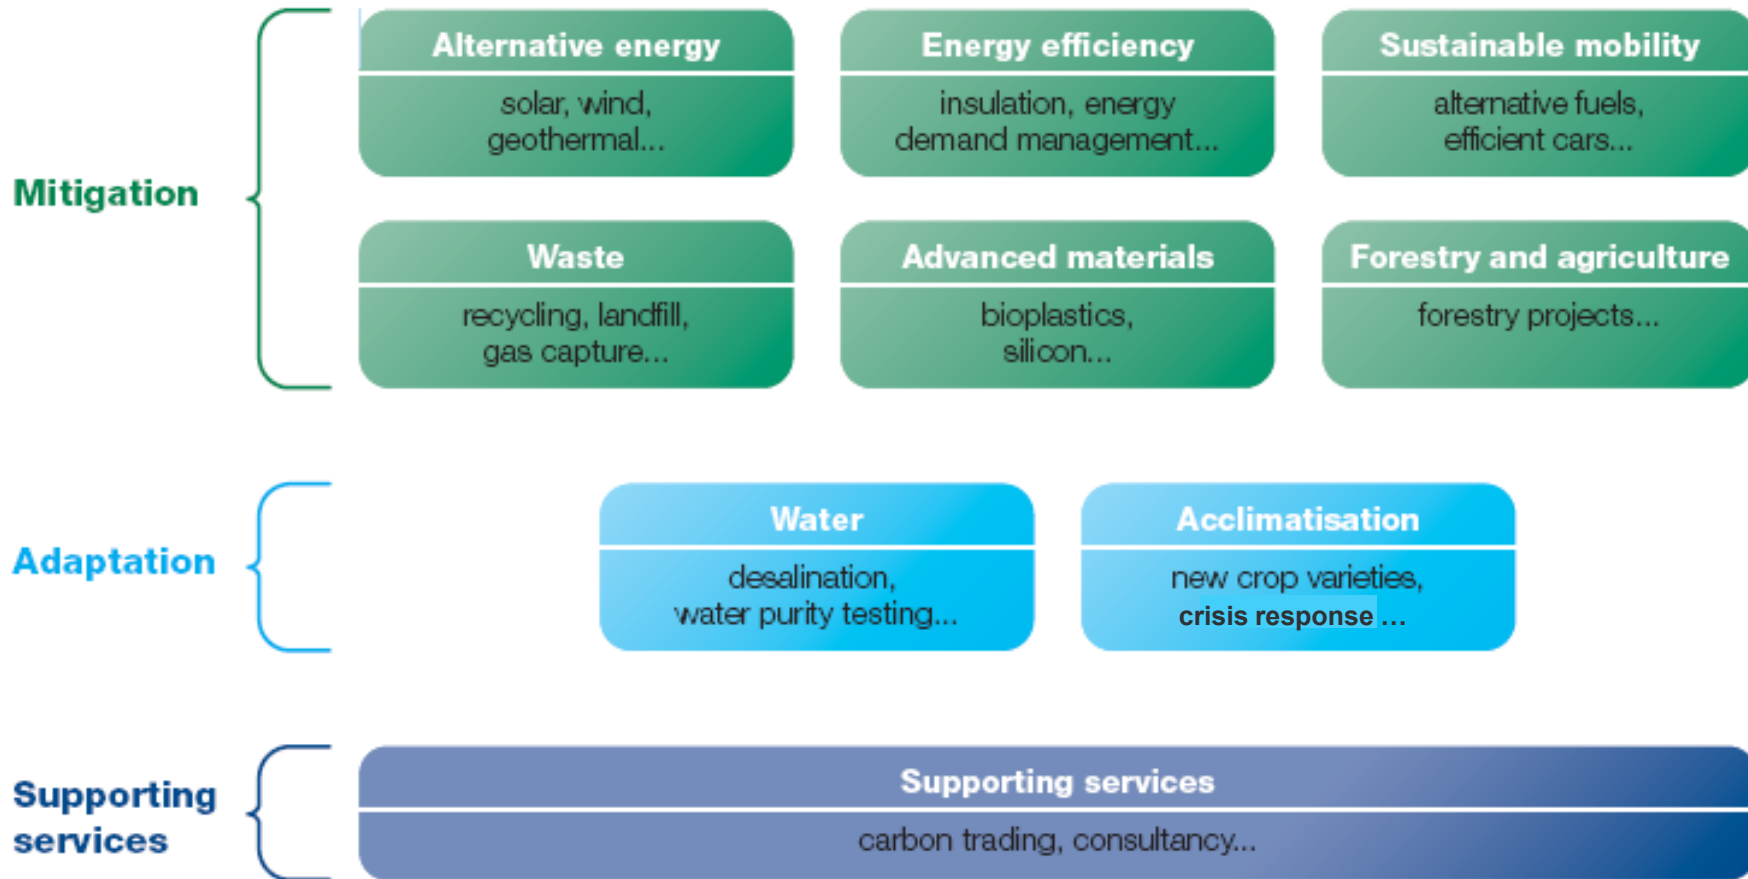 Mitigation
Alternative energy
solar, wind,
geothermal...
Energy efficiency
insulation, energy
demand management...
Sustainable mobility
alternative fuels,
efficient cars...
Waste
recycling, landfill,
gas capture...
Advanced materials
bioplastics,
silicon...
Forestry and agriculture
forestry projects...
Adaptation
Water
desalination,
water purity testing...
Acclimatisation
new crop varieties,
crisis response ...
Supporting
services
Supporting services
carbon trading, consultancy...